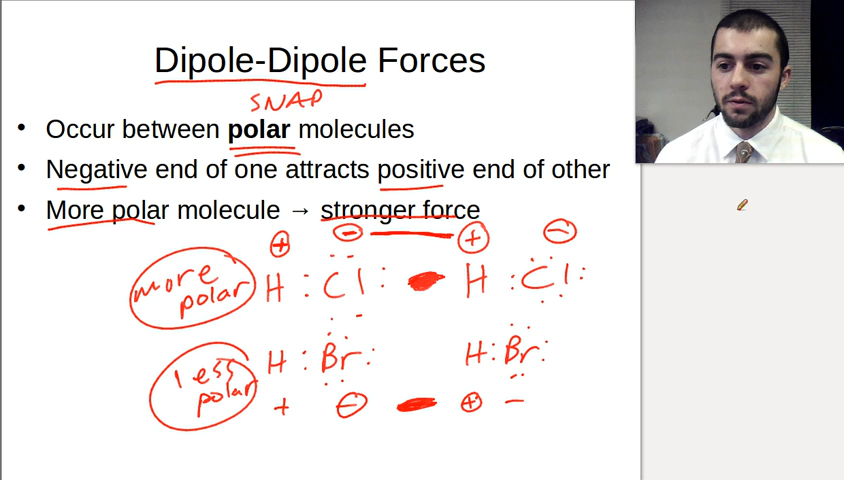 Dipole-Dipole Forces
SNAP
• Occur between polar molecules
• Negative end of one attracts positive end of other
• More polar molecule → stronger force
+ - + -
more polar H : Cl : H : Cl :
less polar H : Br : H : Br :
+ - + -